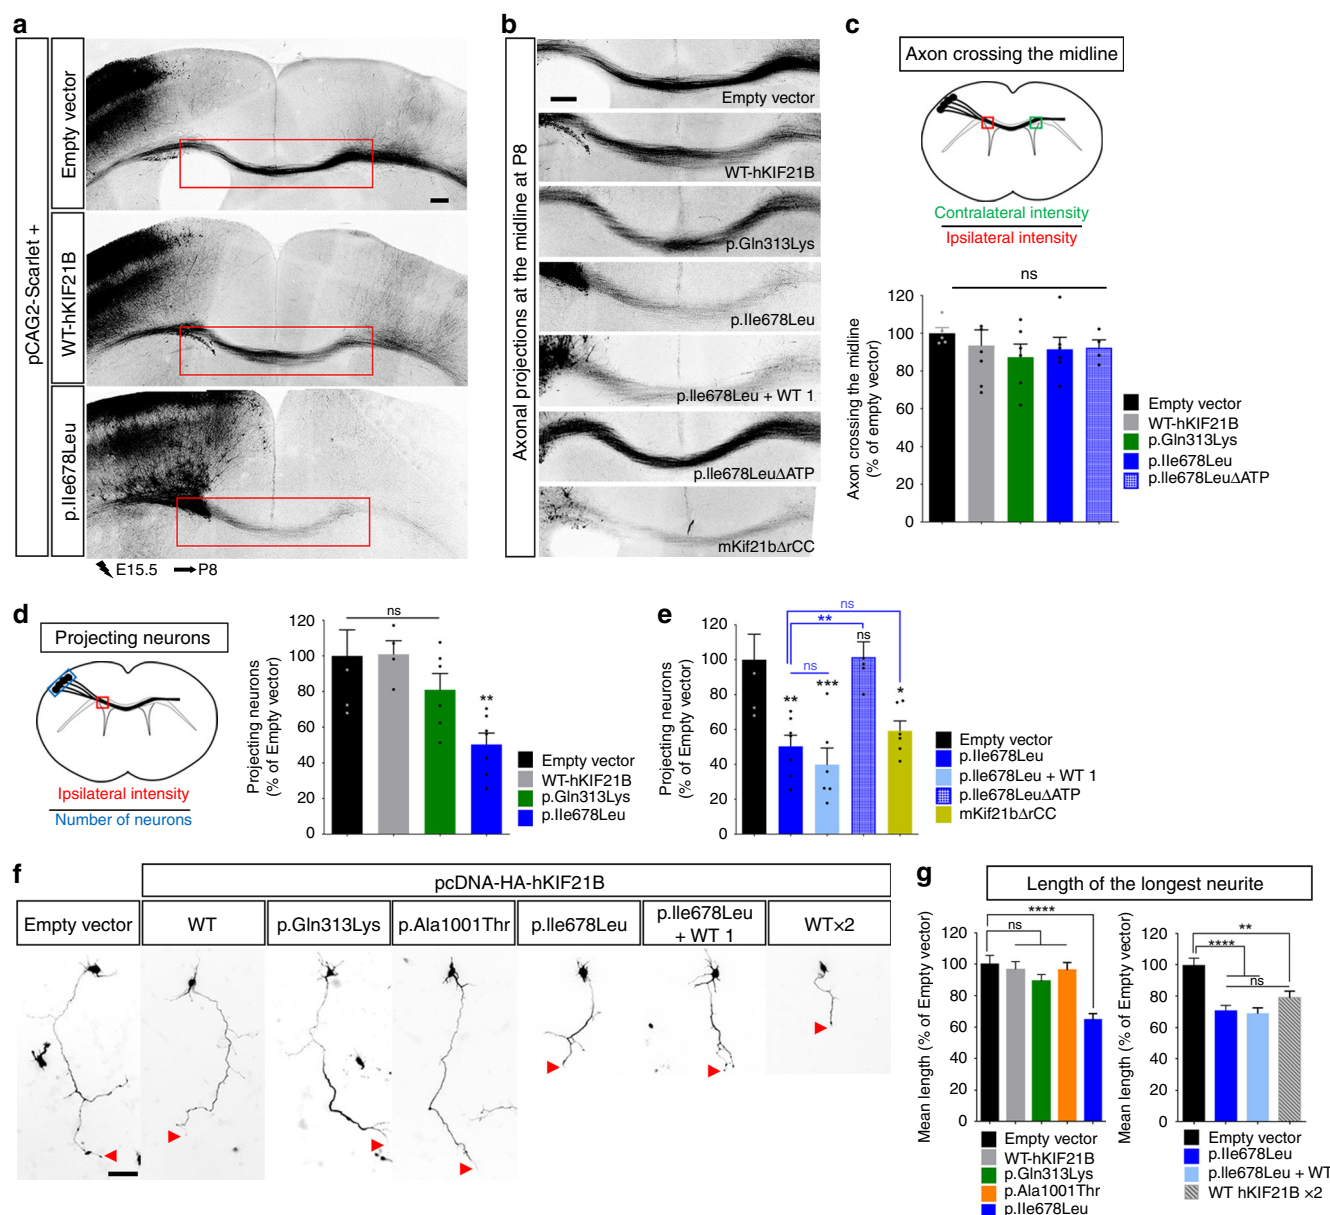 a
pCAG2-Scarlet +
Empty vector
WT-hKIF21B
p.Ile678Leu
E15.5
P8
b
Axonal projections at the midline at P8
Empty vector
WT-hKIF21B
p.Gln313Lys
p.Ile678Leu
p.Ile678Leu + WT 1
p.Ile678LeuΔATP
mKif21bΔrCC
c
Axon crossing the midline
Contralateral intensity
Ipsilateral intensity
ns
Axon crossing the midline
(% of empty vector)
120
100
80
60
40
20
0
Empty vector
WT-hKIF21B
p.Gln313Lys
p.Ile678Leu
p.Ile678LeuΔATP
d
Projecting neurons
Ipsilateral intensity
Number of neurons
Projecting neurons
(% of Empty vector)
120
100
80
60
40
20
0
ns
**
Empty vector
WT-hKIF21B
p.Gln313Lys
p.Ile678Leu
e
Projecting neurons
(% of Empty vector)
120
100
80
60
40
20
0
ns
**
ns
ns
**
***
*
Empty vector
p.Ile678Leu
p.Ile678Leu + WT 1
p.Ile678LeuΔATP
mKif21bΔrCC
f
pcDNA-HA-hKIF21B
Empty vector
WT
p.Gln313Lys
p.Ala1001Thr
p.Ile678Leu
p.Ile678Leu
+ WT 1
WT×2
g
Length of the longest neurite
Mean length (% of Empty vector)
120
100
80
60
40
20
0
****
ns
Empty vector
WT-hKIF21B
p.Gln313Lys
p.Ala1001Thr
p.Ile678Leu
Mean length (% of Empty vector)
120
100
80
60
40
20
0
**
****
ns
Empty vector
p.Ile678Leu
p.Ile678Leu + WT
WT hKIF21B ×2